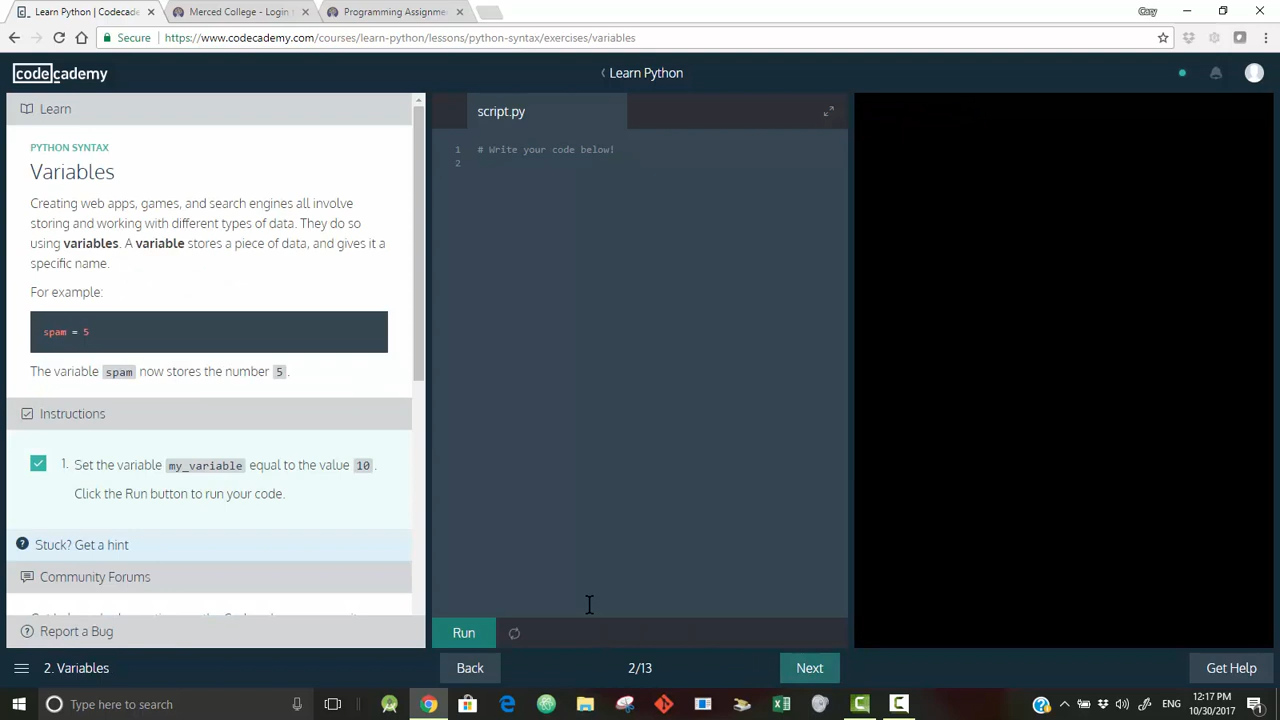 Learn Python | Codecade
Merced College - Login
Programming Assignme
Secure
https://www.codecademy.com/courses/learn-python/lessons/python-syntax/exercises/variables
codecademy
Learn Python
Learn
script.py
PYTHON SYNTAX
Variables
Creating web apps, games, and search engines all involve
storing and working with different types of data. They do so
using variables. A variable stores a piece of data, and gives it a
specific name.
For example:
spam = 5
The variable spam now stores the number 5.
Instructions
1. Set the variable my_variable equal to the value 10.
Click the Run button to run your code.
Stuck? Get a hint
Community Forums
Report a Bug
1 # Write your code below!
2
Run
2. Variables
Back
2/13
Next
Get Help
Type here to search
ENG
12:17 PM
10/30/2017